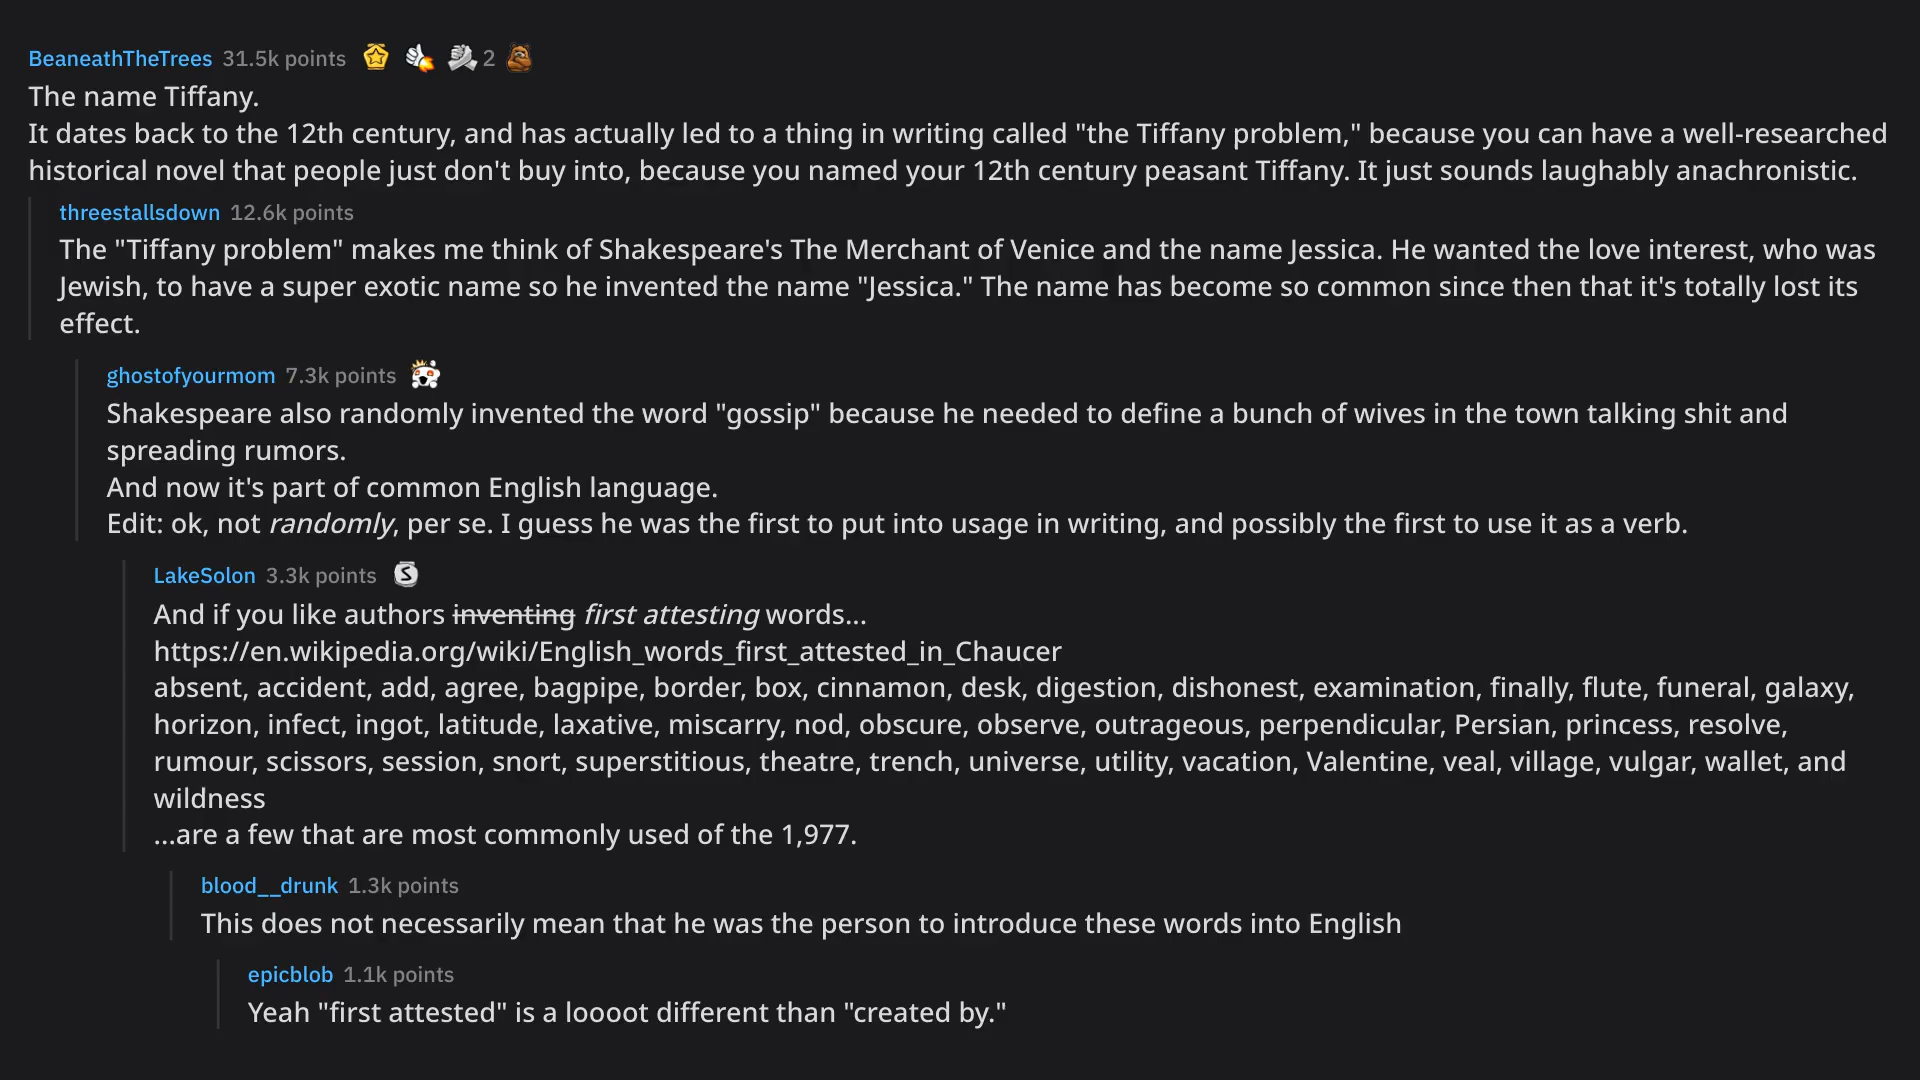 BeaneathTheTrees 31.5k points 2
The name Tiffany.
It dates back to the 12th century, and has actually led to a thing in writing called "the Tiffany problem," because you can have a well-researched
historical novel that people just don't buy into, because you named your 12th century peasant Tiffany. It just sounds laughably anachronistic.
threestallsdown 12.6k points
The "Tiffany problem" makes me think of Shakespeare's The Merchant of Venice and the name Jessica. He wanted the love interest, who was
Jewish, to have a super exotic name so he invented the name "Jessica." The name has become so common since then that it's totally lost its
effect.
ghostofyourmom 7.3k points
Shakespeare also randomly invented the word "gossip" because he needed to define a bunch of wives in the town talking shit and
spreading rumors.
And now it's part of common English language.
Edit: ok, not randomly, per se. I guess he was the first to put into usage in writing, and possibly the first to use it as a verb.
LakeSolon 3.3k points S
And if you like authors inventing first attesting words...
https://en.wikipedia.org/wiki/English_words_first_attested_in_Chaucer
absent, accident, add, agree, bagpipe, border, box, cinnamon, desk, digestion, dishonest, examination, finally, flute, funeral, galaxy,
horizon, infect, ingot, latitude, laxative, miscarry, nod, obscure, observe, outrageous, perpendicular, Persian, princess, resolve,
rumour, scissors, session, snort, superstitious, theatre, trench, universe, utility, vacation, Valentine, veal, village, vulgar, wallet, and
wildness
...are a few that are most commonly used of the 1,977.
blood__drunk 1.3k points
This does not necessarily mean that he was the person to introduce these words into English
epicblob 1.1k points
Yeah "first attested" is a loooot different than "created by."